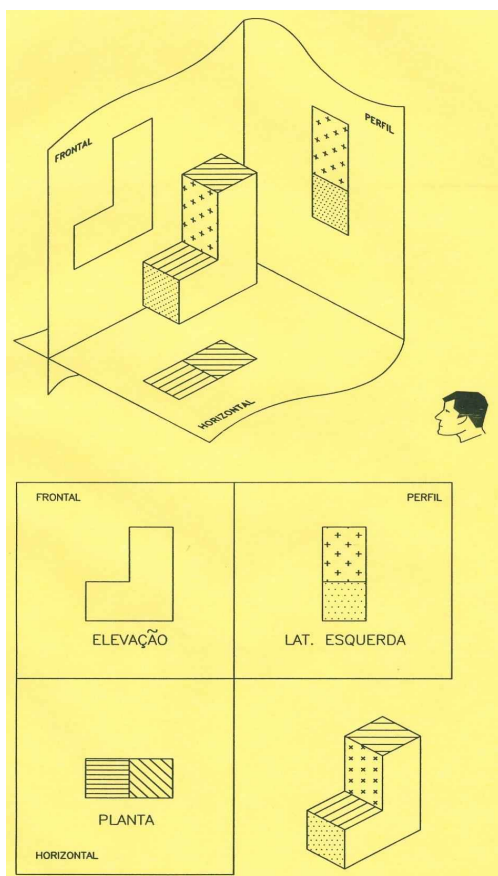 FRONTAL
PERFIL
HORIZONTAL
FRONTAL
PERFIL
ELEVAÇÃO
LAT. ESQUERDA
PLANTA
HORIZONTAL